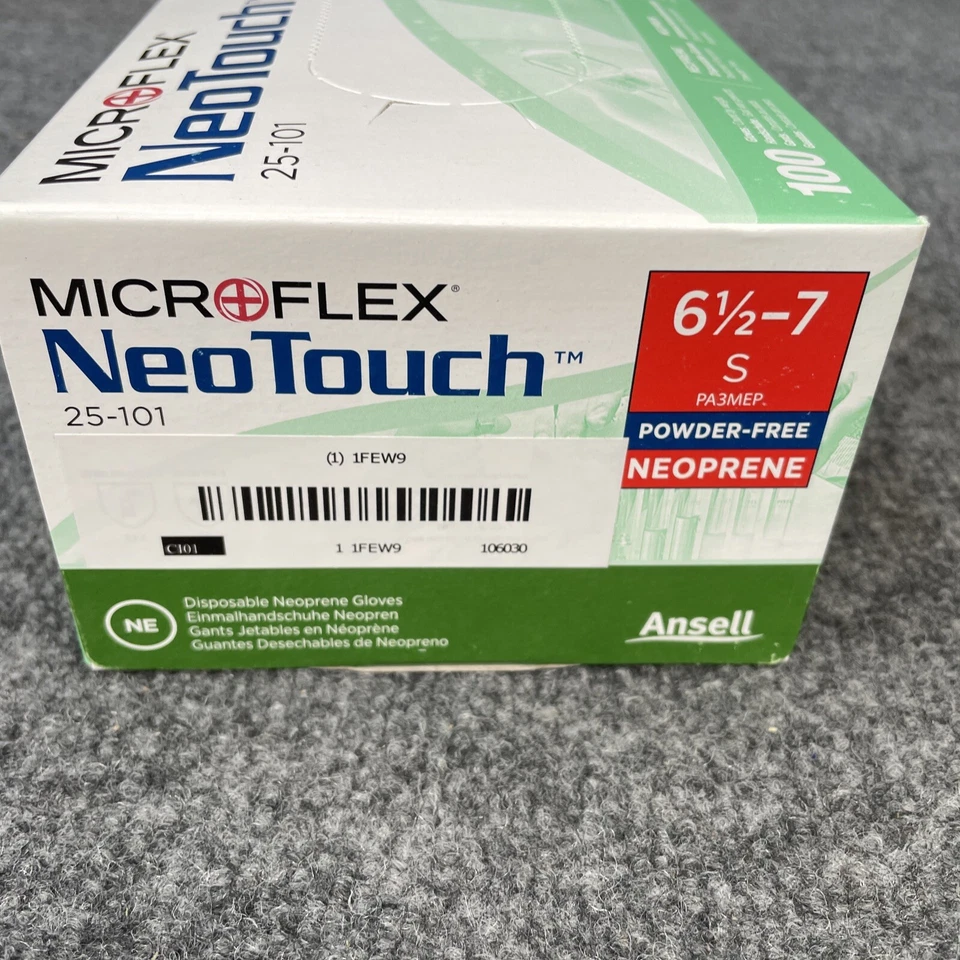 MICROFLEX
NeoTouch
25-101
100
MICROFLEX®
NeoTouch™
25-101
6½–7
S
РАЗМЕР
POWDER-FREE
NEOPRENE
(1) 1FEW9
C101
1 1FEW9
106030
NE
Disposable Neoprene Gloves
Einmalhandschuhe Neopren
Gants Jetables en Néoprène
Guantes Desechables de Neopreno
Ansell